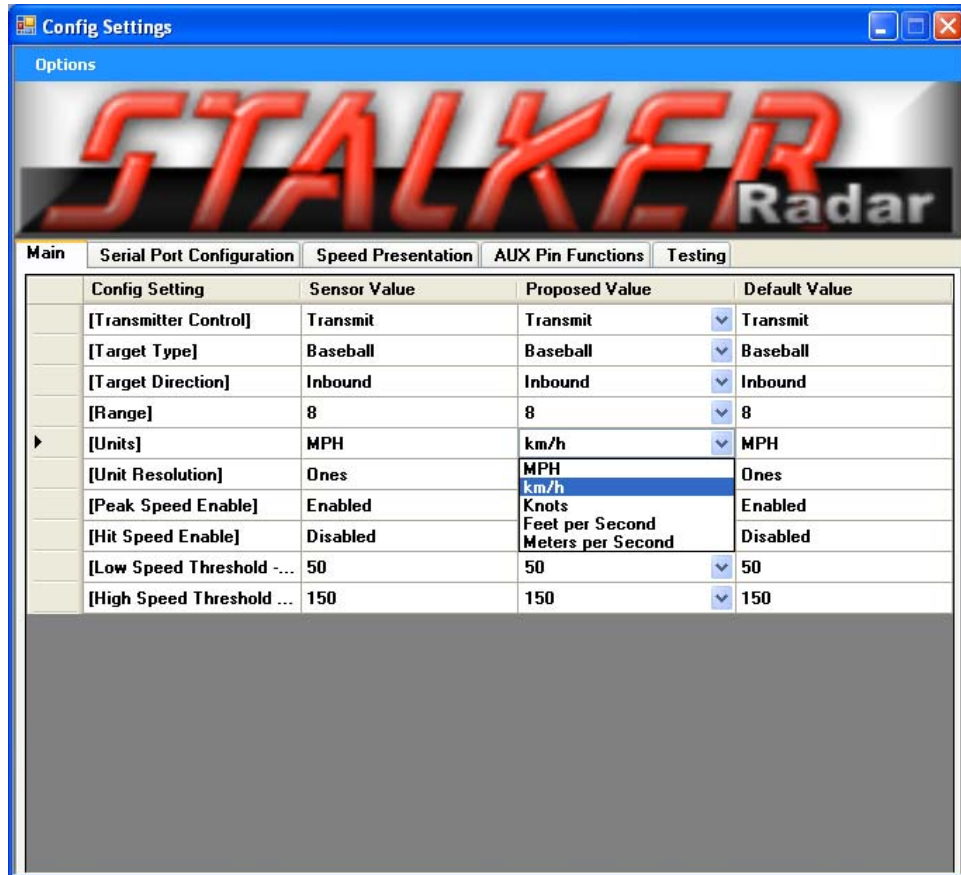 Config Settings
Options
STALKER
Radar
Main Serial Port Configuration Speed Presentation AUX Pin Functions Testing
Config Setting Sensor Value Proposed Value Default Value
[Transmitter Control] Transmit Transmit Transmit
[Target Type] Baseball Baseball Baseball
[Target Direction] Inbound Inbound Inbound
[Range] 8 8 8
[Units] MPH km/h MPH
[Unit Resolution] Ones MPH Ones
km/h
[Peak Speed Enable] Enabled Knots Enabled
Feet per Second
[Hit Speed Enable] Disabled Meters per Second Disabled
[Low Speed Threshold -... 50 50 50
[High Speed Threshold ... 150 150 150